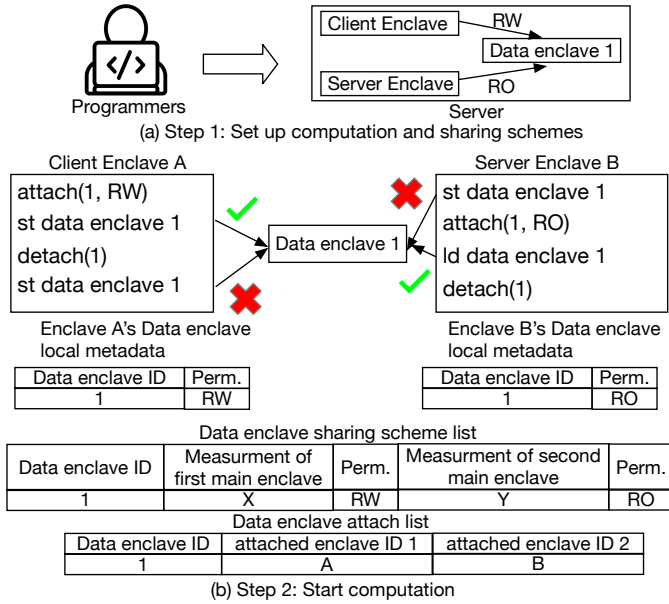 </>
Programmers
Client Enclave
RW
Data enclave 1
Server Enclave
RO
Server
(a) Step 1: Set up computation and sharing schemes
Client Enclave A
attach(1, RW)
st data enclave 1
detach(1)
st data enclave 1
Data enclave 1
Server Enclave B
st data enclave 1
attach(1, RO)
ld data enclave 1
detach(1)
Enclave A's Data enclave
local metadata
Data enclave ID Perm.
1 RW
Enclave B's Data enclave
local metadata
Data enclave ID Perm.
1 RO
Data enclave sharing scheme list
Data enclave ID Measurment of first main enclave Perm. Measurment of second main enclave Perm.
1 X RW Y RO
Data enclave attach list
Data enclave ID attached enclave ID 1 attached enclave ID 2
1 A B
(b) Step 2: Start computation